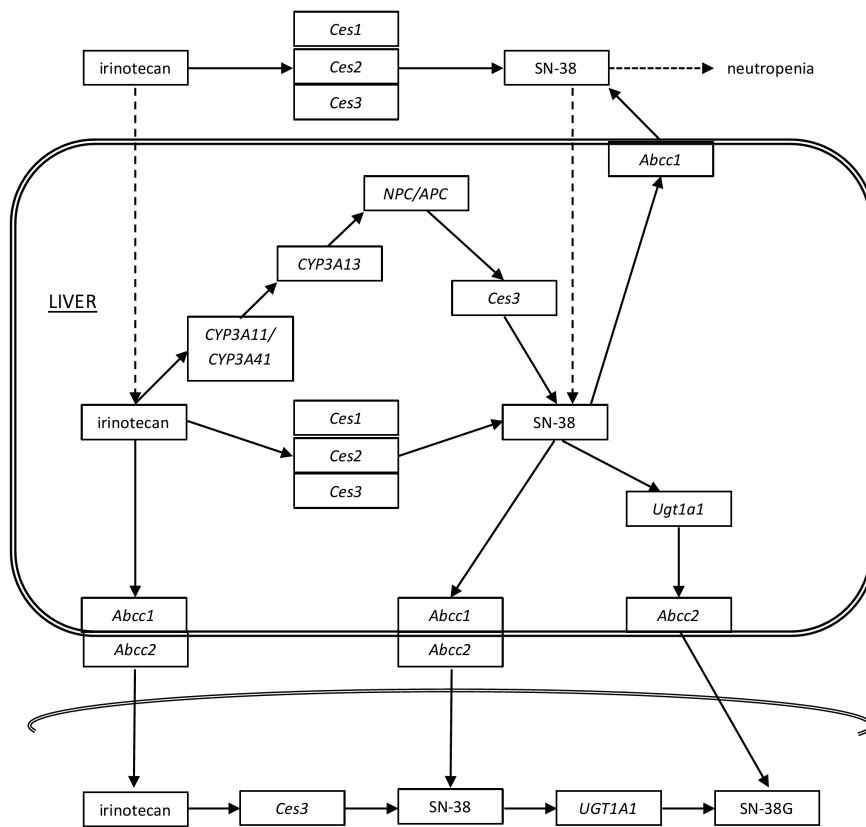 Ces1
irinotecan
Ces2
SN-38
neutropenia
Ces3
Abcc1
NPC/APC
CYP3A13
Ces3
LIVER
CYP3A11/
CYP3A41
irinotecan
Ces1
SN-38
Ces2
Ces3
Ugt1a1
Abcc1
Abcc1
Abcc2
Abcc2
Abcc2
irinotecan
Ces3
SN-38
UGT1A1
SN-38G